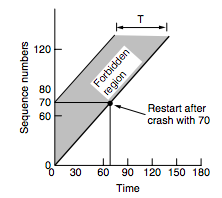 T
Sequence numbers
120
80
70
60
0
Forbidden
region
Restart after
crash with 70
0 30 60 90 120 150 180
Time